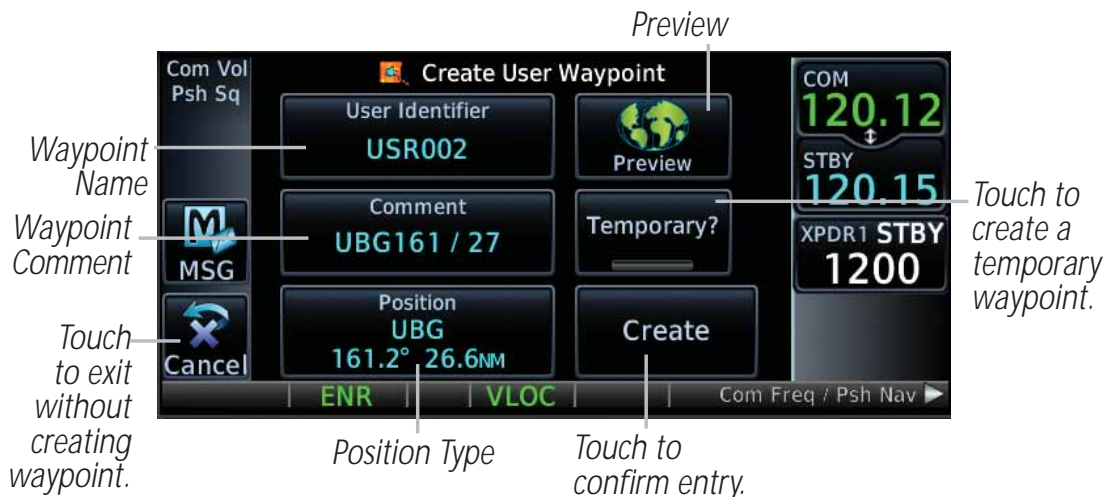 Preview
Com Vol
Psh Sq
Create User Waypoint
User Identifier
USR002
Preview
COM
120.12
STBY
120.15
Waypoint
Name
Comment
UBG161 / 27
Temporary?
Touch to
create a
temporary
waypoint.
XPDR1 STBY
1200
Waypoint
Comment
MSG
Position
UBG
161.2° 26.6NM
Create
Cancel
Touch
to exit
without
creating
waypoint.
ENR
VLOC
Com Freq / Psh Nav
Position Type
Touch to
confirm entry.